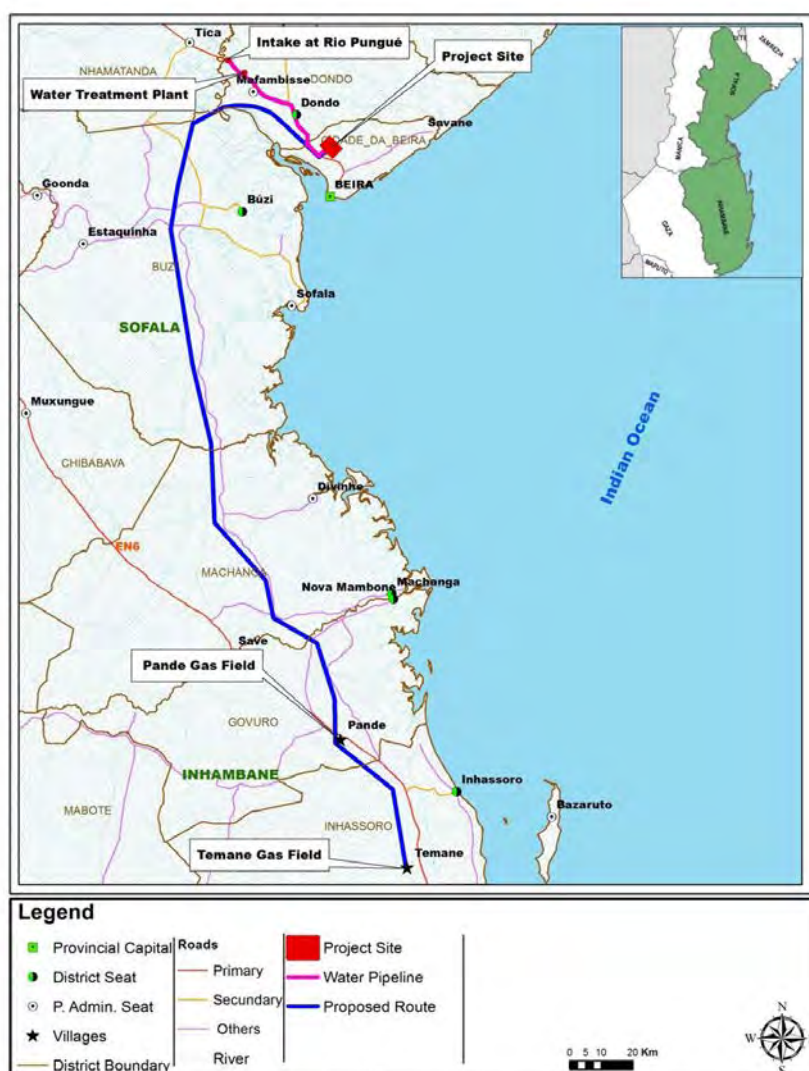 Tica
Intake at Rio Pungué
Project Site
NHAMATANDA
Mafambisse
DONDO
Water Treatment Plant
Dondo
Savane
CIDADE_DA_BEIRA
Goonda
BEIRA
Búzi
Estaquinha
BUZI
Sofala
SOFALA
Muxungue
CHIBABAVA
Indian Ocean
Divinhe
EN6
MACHANGA
Nova Mambone
Machanga
Save
Pande Gas Field
GOVURO
Pande
INHAMBANE
Inhassoro
MABOTE
Bazaruto
INHASSORO
Temane Gas Field
Temane
TETE
ZAMBEZIA
SOFALA
MANICA
GAZA
INHAMBANE
MAPUTO
Legend
Provincial Capital
District Seat
P. Admin. Seat
Villages
District Boundary
Roads
Primary
Secundary
Others
River
Project Site
Water Pipeline
Proposed Route
0 5 10 20 Km
N
W E
S